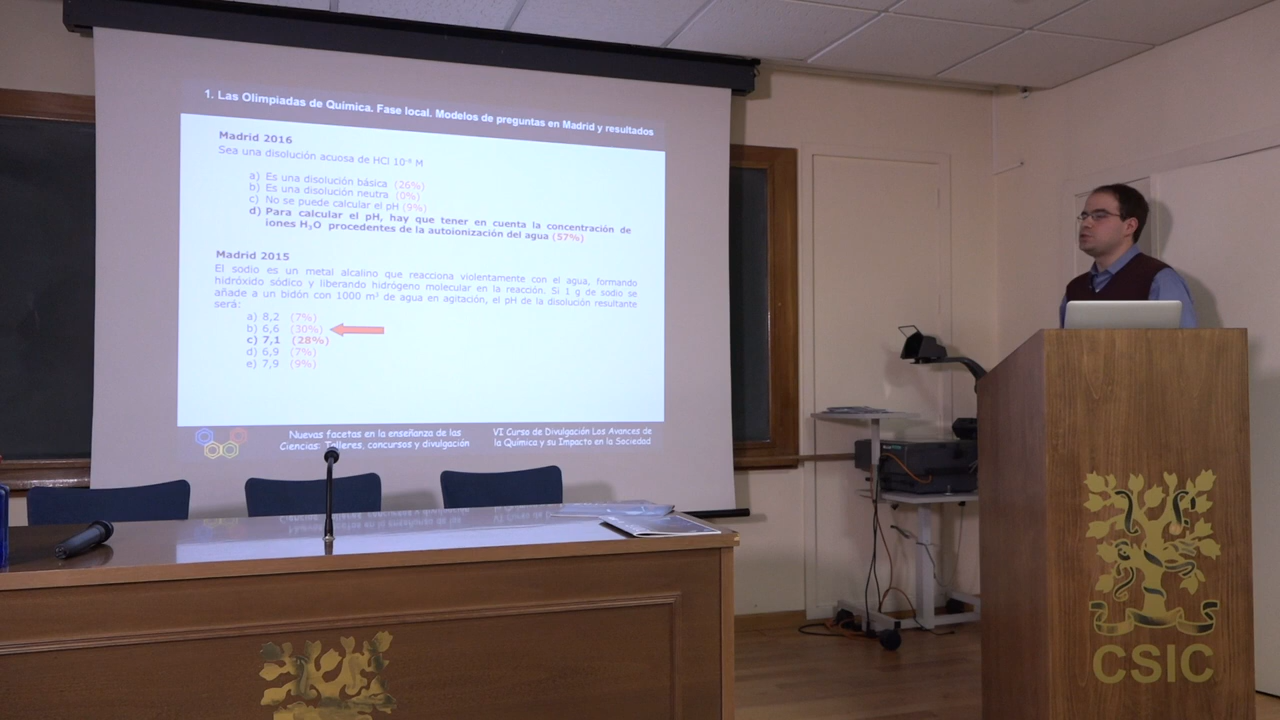 1. Las Olimpiadas de Química. Fase local. Modelos de preguntas en Madrid y resultados
Madrid 2016
Sea una disolución acuosa de HCl 10⁻⁸ M
a) Es una disolución básica (26%)
b) Es una disolución neutra (0%)
c) No se puede calcular el pH (9%)
d) Para calcular el pH, hay que tener en cuenta la concentración de
iones H₃O procedentes de la autoionización del agua (57%)
Madrid 2015
El sodio es un metal alcalino que reacciona violentamente con el agua, formando
hidróxido sódico y liberando hidrógeno molecular en la reacción. Si 1 g de sodio se
añade a un bidón con 1000 m³ de agua en agitación, el pH de la disolución resultante
será:
a) 8,2 (7%)
b) 6,6 (30%)
c) 7,1 (28%)
d) 6,9 (7%)
e) 7,9 (9%)
Nuevas facetas en la enseñanza de las
Ciencias: Talleres, concursos y divulgación
VI Curso de Divulgación Los Avances de
la Química y su Impacto en la Sociedad
CSIC